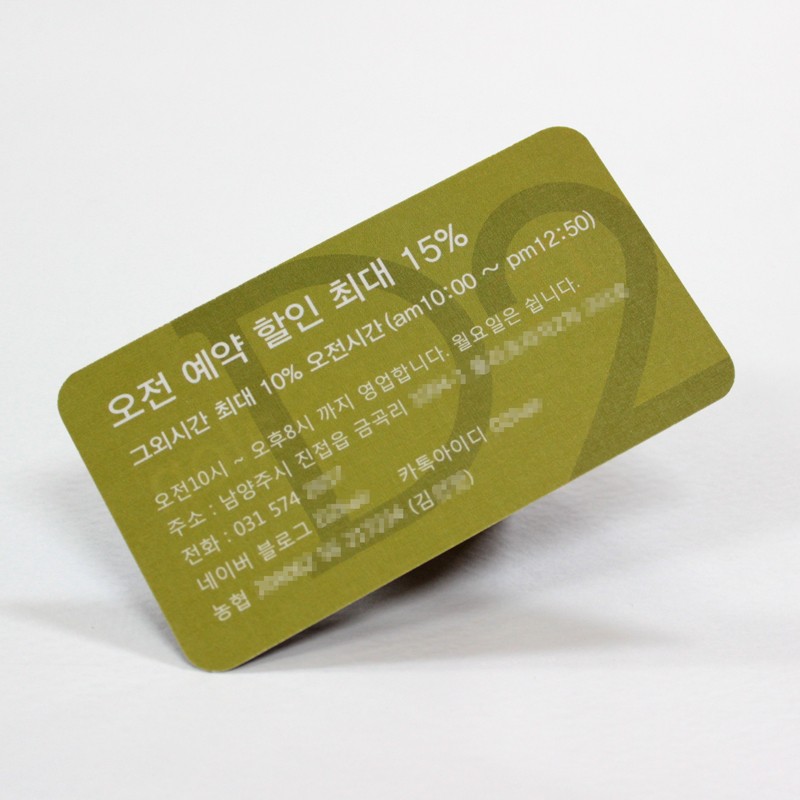 D2
오전 예약 할인 최대 15%
그외시간 최대 10% 오전시간(am10:00 ~ pm12:50)
오전10시 ~ 오후8시 까지 영업합니다. 월요일은 쉽니다.
주소 : 남양주시 진접읍 금곡리
전화 : 031 574
네이버 블로그 카톡아이디
농협 (김